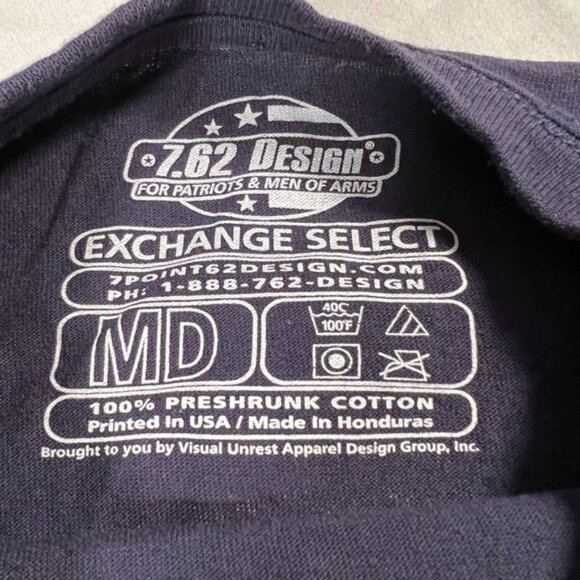 7.62 DESIGN®
FOR PATRIOTS & MEN OF ARMS
EXCHANGE SELECT
7POINT62DESIGN.COM
PH: 1-888-762-DESIGN
MD
40C
100°F
100% PRESHRUNK COTTON
Printed In USA / Made In Honduras
Brought to you by Visual Unrest Apparel Design Group, Inc.